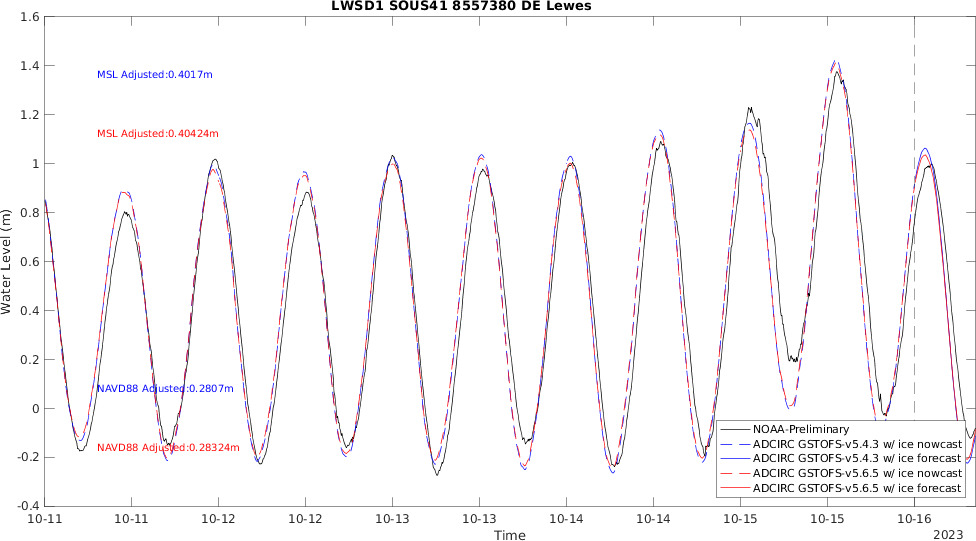 LWSD1 SOUS41 8557380 DE Lewes
1.6
1.4
1.2
1
0.8
0.6
0.4
0.2
0
-0.2
-0.4
Water Level (m)
MSL Adjusted:0.4017m
MSL Adjusted:0.40424m
NAVD88 Adjusted:0.2807m
NAVD88 Adjusted:0.28324m
NOAA-Preliminary
ADCIRC GSTOFS-v5.4.3 w/ ice nowcast
ADCIRC GSTOFS-v5.4.3 w/ ice forecast
ADCIRC GSTOFS-v5.6.5 w/ ice nowcast
ADCIRC GSTOFS-v5.6.5 w/ ice forecast
10-11 10-11 10-12 10-12 10-13 10-13 10-14 10-14 10-15 10-15 10-16
Time
2023